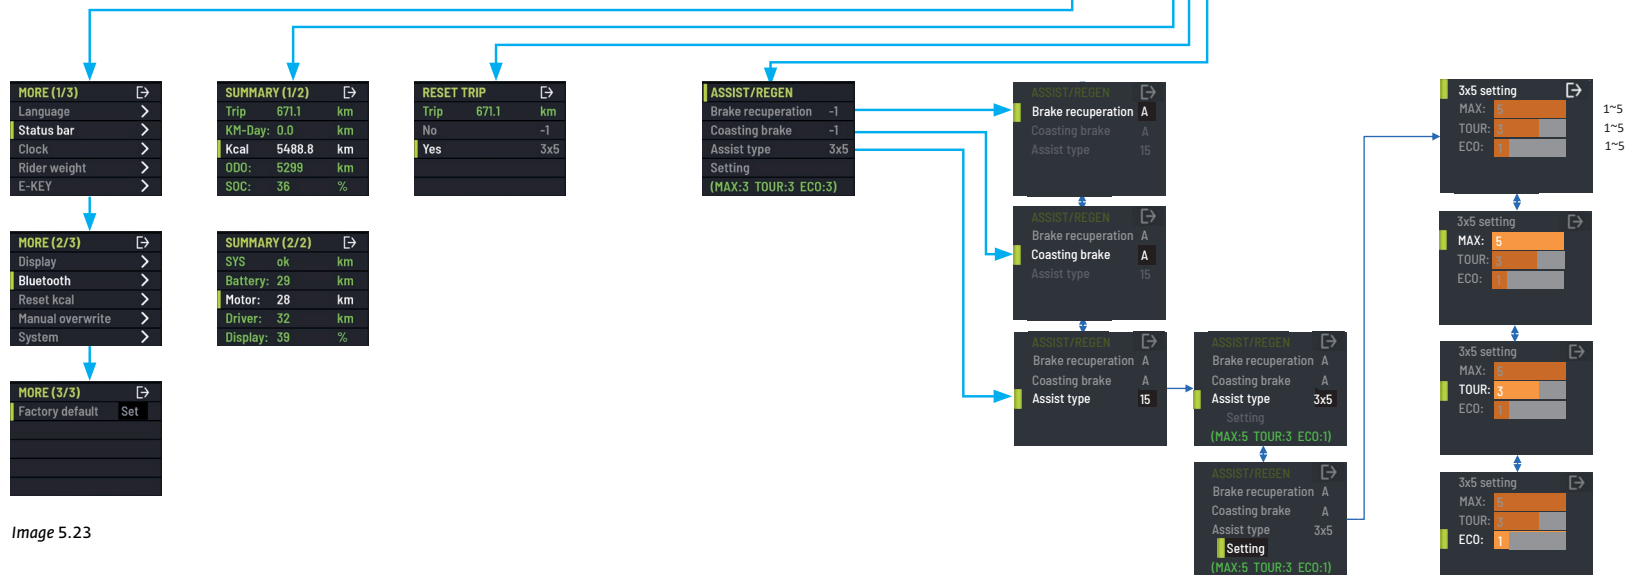 MORE (1/3)
Language
Status bar
Clock
Rider weight
E-KEY
MORE (2/3)
Display
Bluetooth
Reset kcal
Manual overwrite
System
MORE (3/3)
Factory default Set
Image 5.23
SUMMARY (1/2)
Trip 671.1 km
KM-Day: 0.0 km
Kcal 5488.8 km
ODO: 5299 km
SOC: 36 %
SUMMARY (2/2)
SYS ok km
Battery: 29 km
Motor: 28 km
Driver: 32 km
Display: 39 %
RESET TRIP
Trip 671.1 km
No -1
Yes 3x5
ASSIST/REGEN
Brake recuperation -1
Coasting brake -1
Assist type 3x5
Setting
(MAX:3 TOUR:3 ECO:3)
ASSIST/REGEN
Brake recuperation A
Coasting brake A
Assist type 15
ASSIST/REGEN
Brake recuperation A
Coasting brake A
Assist type 15
ASSIST/REGEN
Brake recuperation A
Coasting brake A
Assist type 15
ASSIST/REGEN
Brake recuperation A
Coasting brake A
Assist type 3x5
Setting
(MAX:5 TOUR:3 ECO:1)
ASSIST/REGEN
Brake recuperation A
Coasting brake A
Assist type 3x5
Setting
(MAX:5 TOUR:3 ECO:1)
3x5 setting
MAX: 5 1~5
TOUR: 3 1~5
ECO: 1 1~5
3x5 setting
MAX: 5
TOUR: 3
ECO: 1
3x5 setting
MAX: 5
TOUR: 3
ECO: 1
3x5 setting
MAX: 5
TOUR: 3
ECO: 1